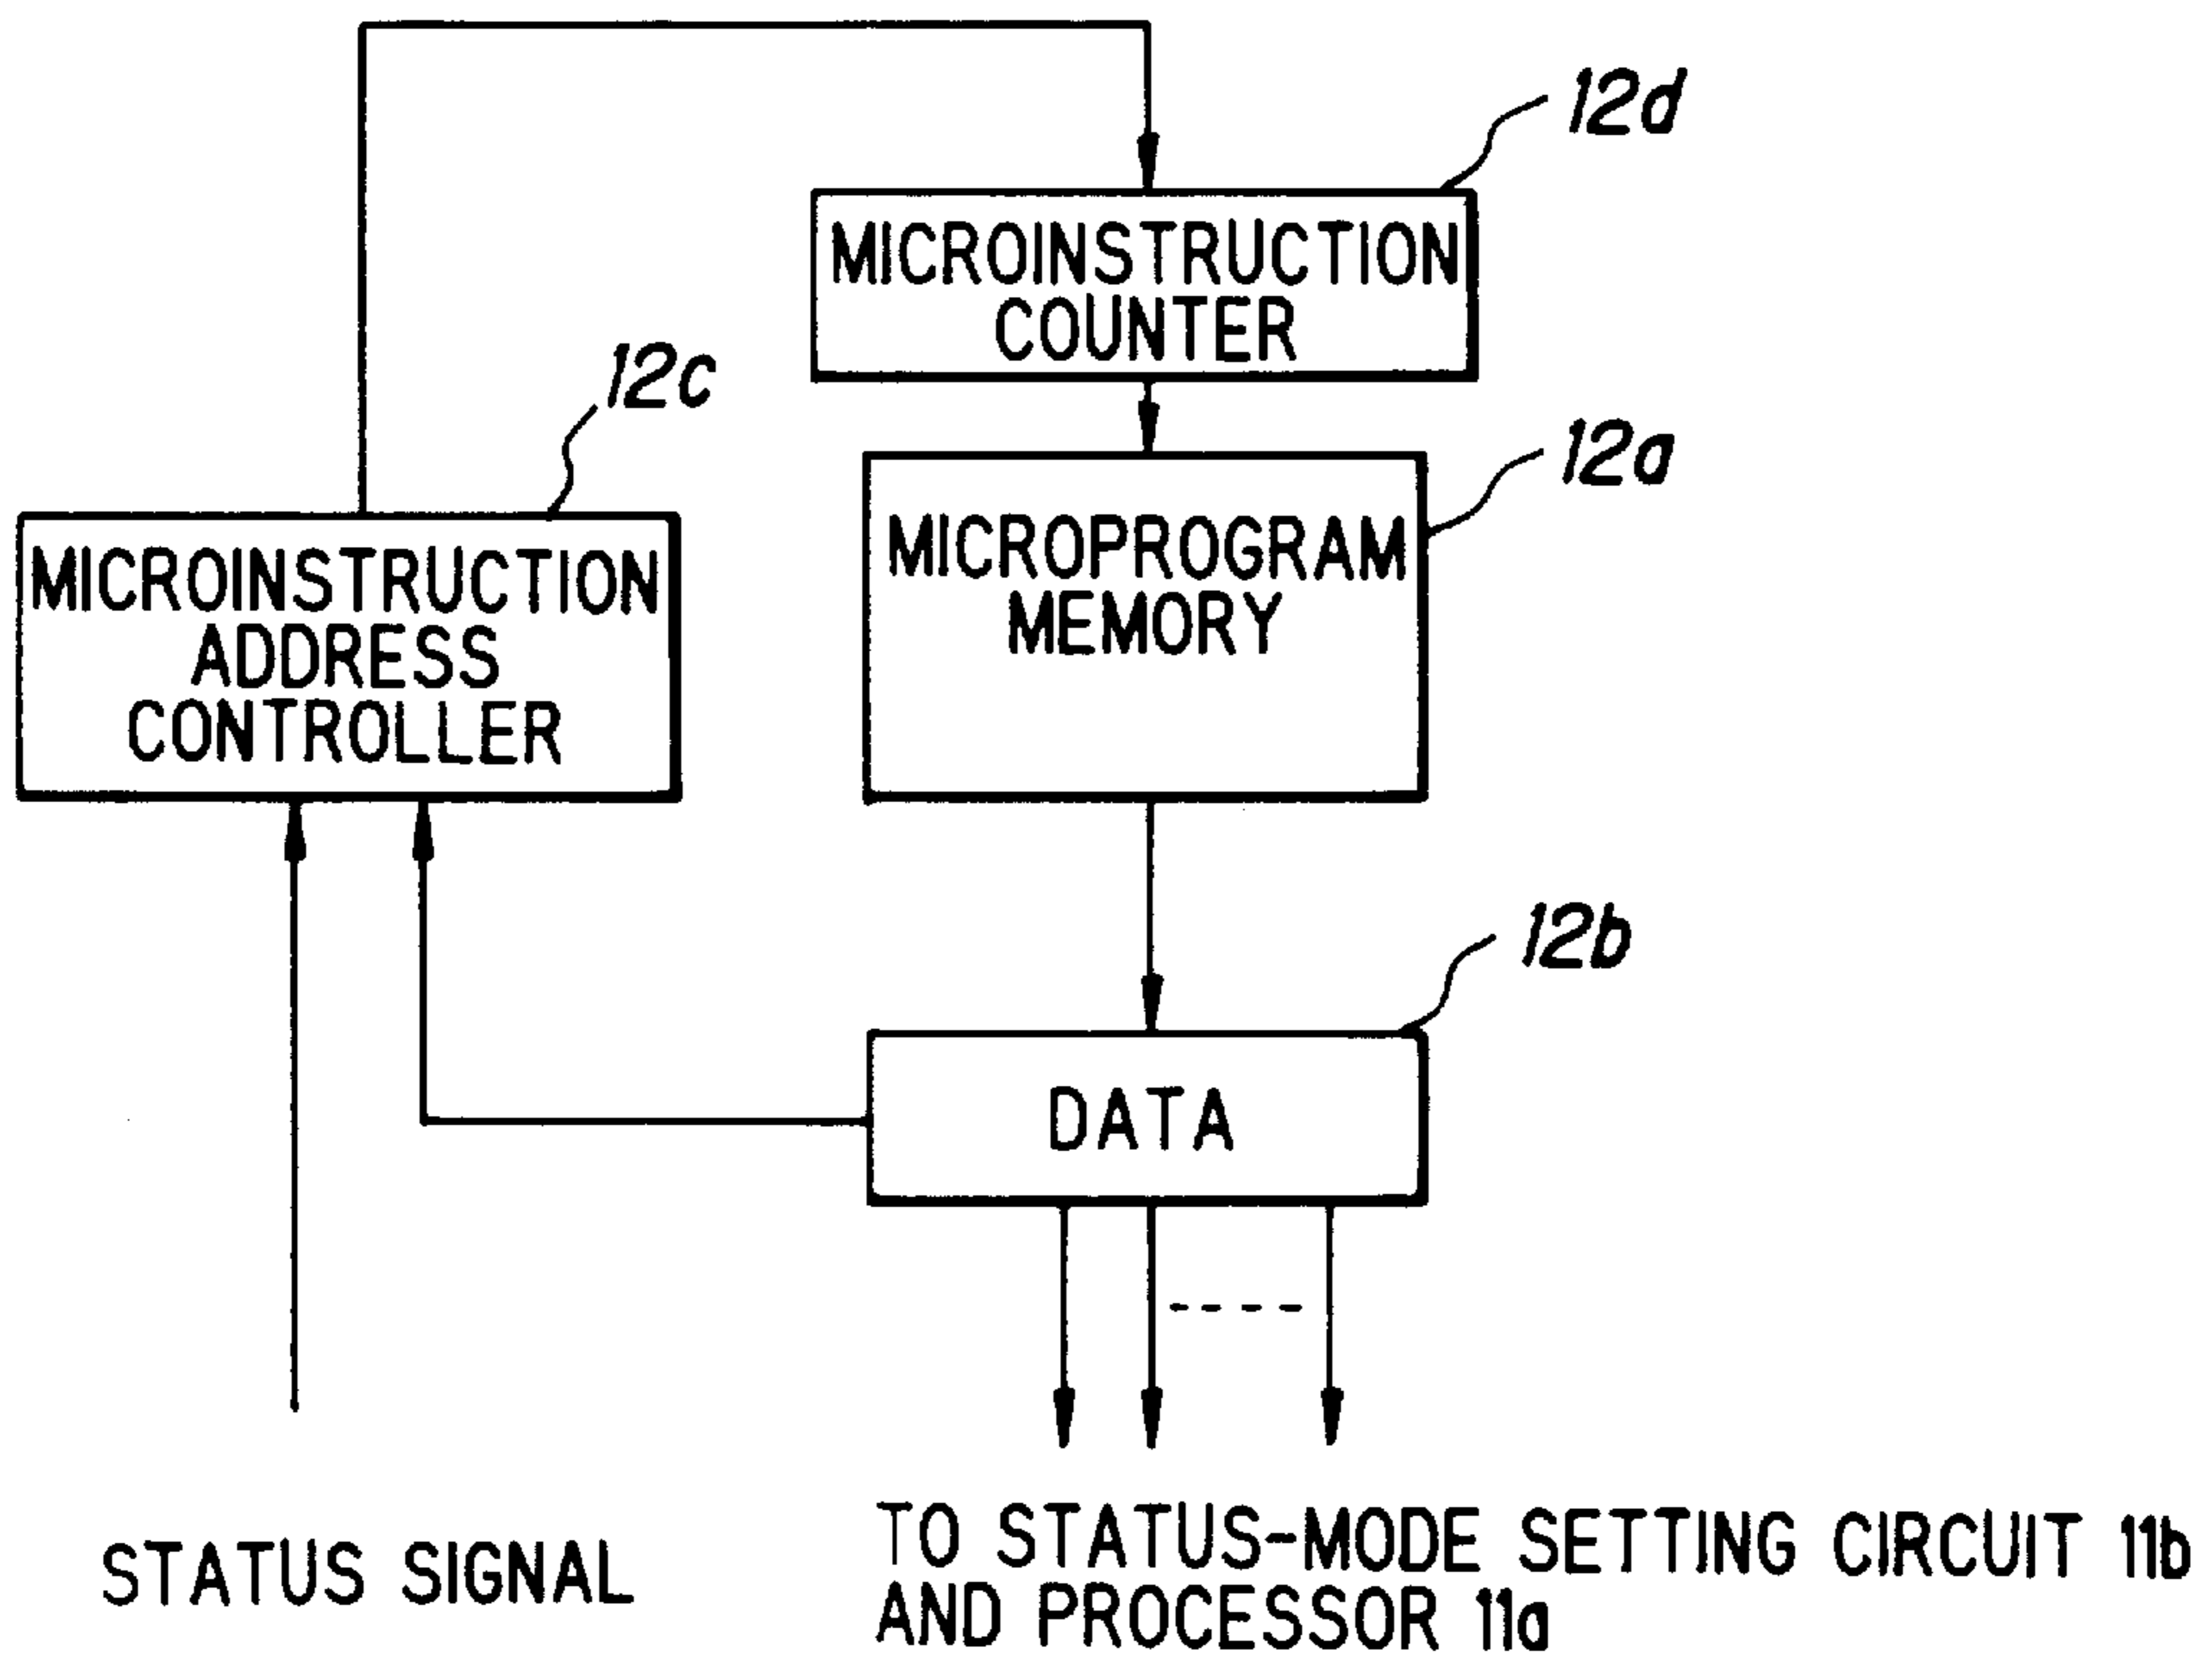 12d
MICROINSTRUCTION
COUNTER
12c
12a
MICROINSTRUCTION
ADDRESS
CONTROLLER
MICROPROGRAM
MEMORY
12b
DATA
STATUS SIGNAL
TO STATUS-MODE SETTING CIRCUIT 11b
AND PROCESSOR 11a